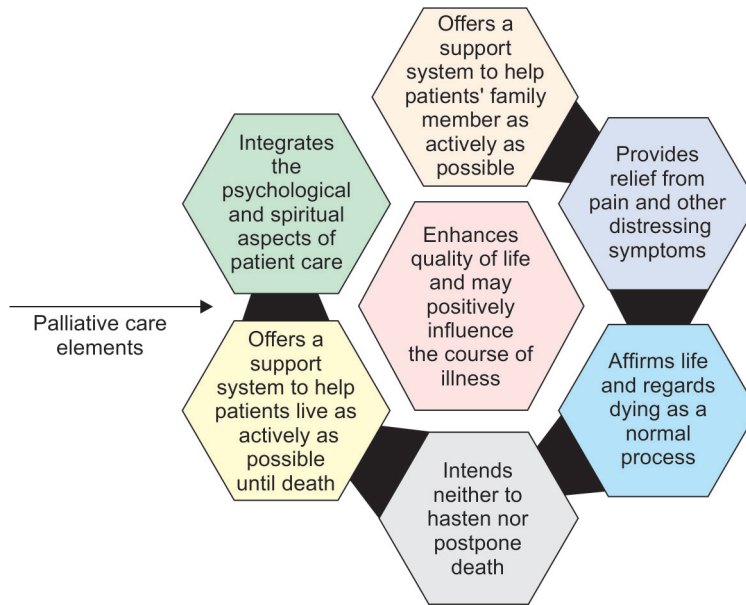 Offers a
support
system to help
patients' family
member as
actively as
possible
Integrates
the
psychological
and spiritual
aspects of
patient care
Provides
relief from
pain and other
distressing
symptoms
Enhances
quality of life
and may
positively
influence
the course of
illness
Palliative care
elements
Offers a
support
system to help
patients live as
actively as
possible
until death
Affirms life
and regards
dying as a
normal
process
Intends
neither to
hasten nor
postpone
death